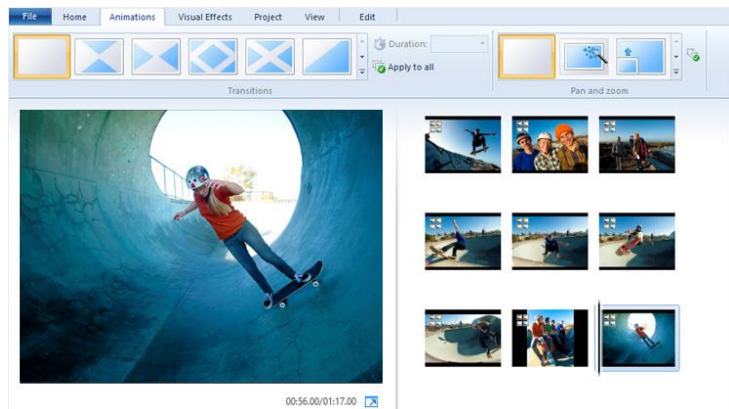 File Home Animations Visual Effects Project View Edit
Duration:
Apply to all
Transitions
Pan and zoom
00:56.00/01:17.00